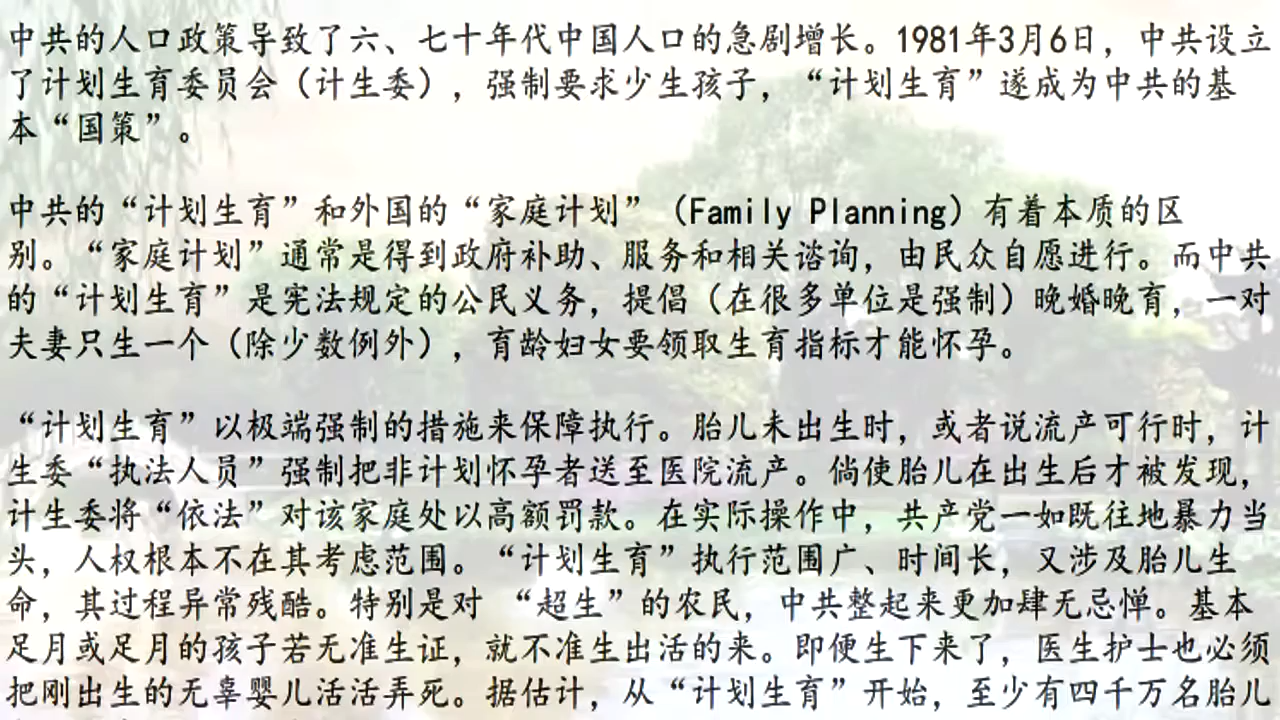 中共的人口政策导致了六、七十年代中国人口的急剧增长。1981年3月6日，中共设立
了计划生育委员会（计生委），强制要求少生孩子，“计划生育”遂成为中共的基
本“国策”。
中共的“计划生育”和外国的“家庭计划”（Family Planning）有着本质的区
别。“家庭计划”通常是得到政府补助、服务和相关谘询，由民众自愿进行。而中共
的“计划生育”是宪法规定的公民义务，提倡（在很多单位是强制）晚婚晚育，一对
夫妻只生一个（除少数例外），育龄妇女要领取生育指标才能怀孕。
“计划生育”以极端强制的措施来保障执行。胎儿未出生时，或者说流产可行时，计
生委“执法人员”强制把非计划怀孕者送至医院流产。倘使胎儿在出生后才被发现，
计生委将“依法”对该家庭处以高额罚款。在实际操作中，共产党一如既往地暴力当
头，人权根本不在其考虑范围。“计划生育”执行范围广、时间长，又涉及胎儿生
命，其过程异常残酷。特别是对 “超生”的农民，中共整起来更加肆无忌惮。基本
足月或足月的孩子若无准生证，就不准生出活的来。即便生下来了，医生护士也必须
把刚出生的无辜婴儿活活弄死。据估计，从“计划生育”开始，至少有四千万名胎儿